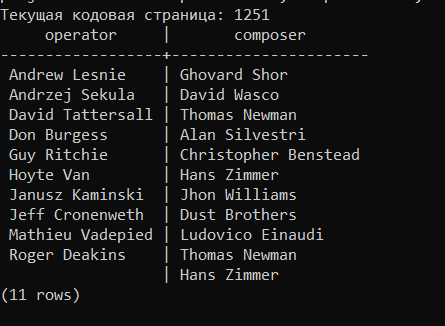 Текущая кодовая страница: 1251
operator | composer
------------------+----------------------
Andrew Lesnie | Ghovard Shor
Andrzej Sekula | David Wasco
David Tattersall | Thomas Newman
Don Burgess | Alan Silvestri
Guy Ritchie | Christopher Benstead
Hoyte Van | Hans Zimmer
Janusz Kaminski | Jhon Williams
Jeff Cronenweth | Dust Brothers
Mathieu Vadepied | Ludovico Einaudi
Roger Deakins | Thomas Newman
| Hans Zimmer
(11 rows)